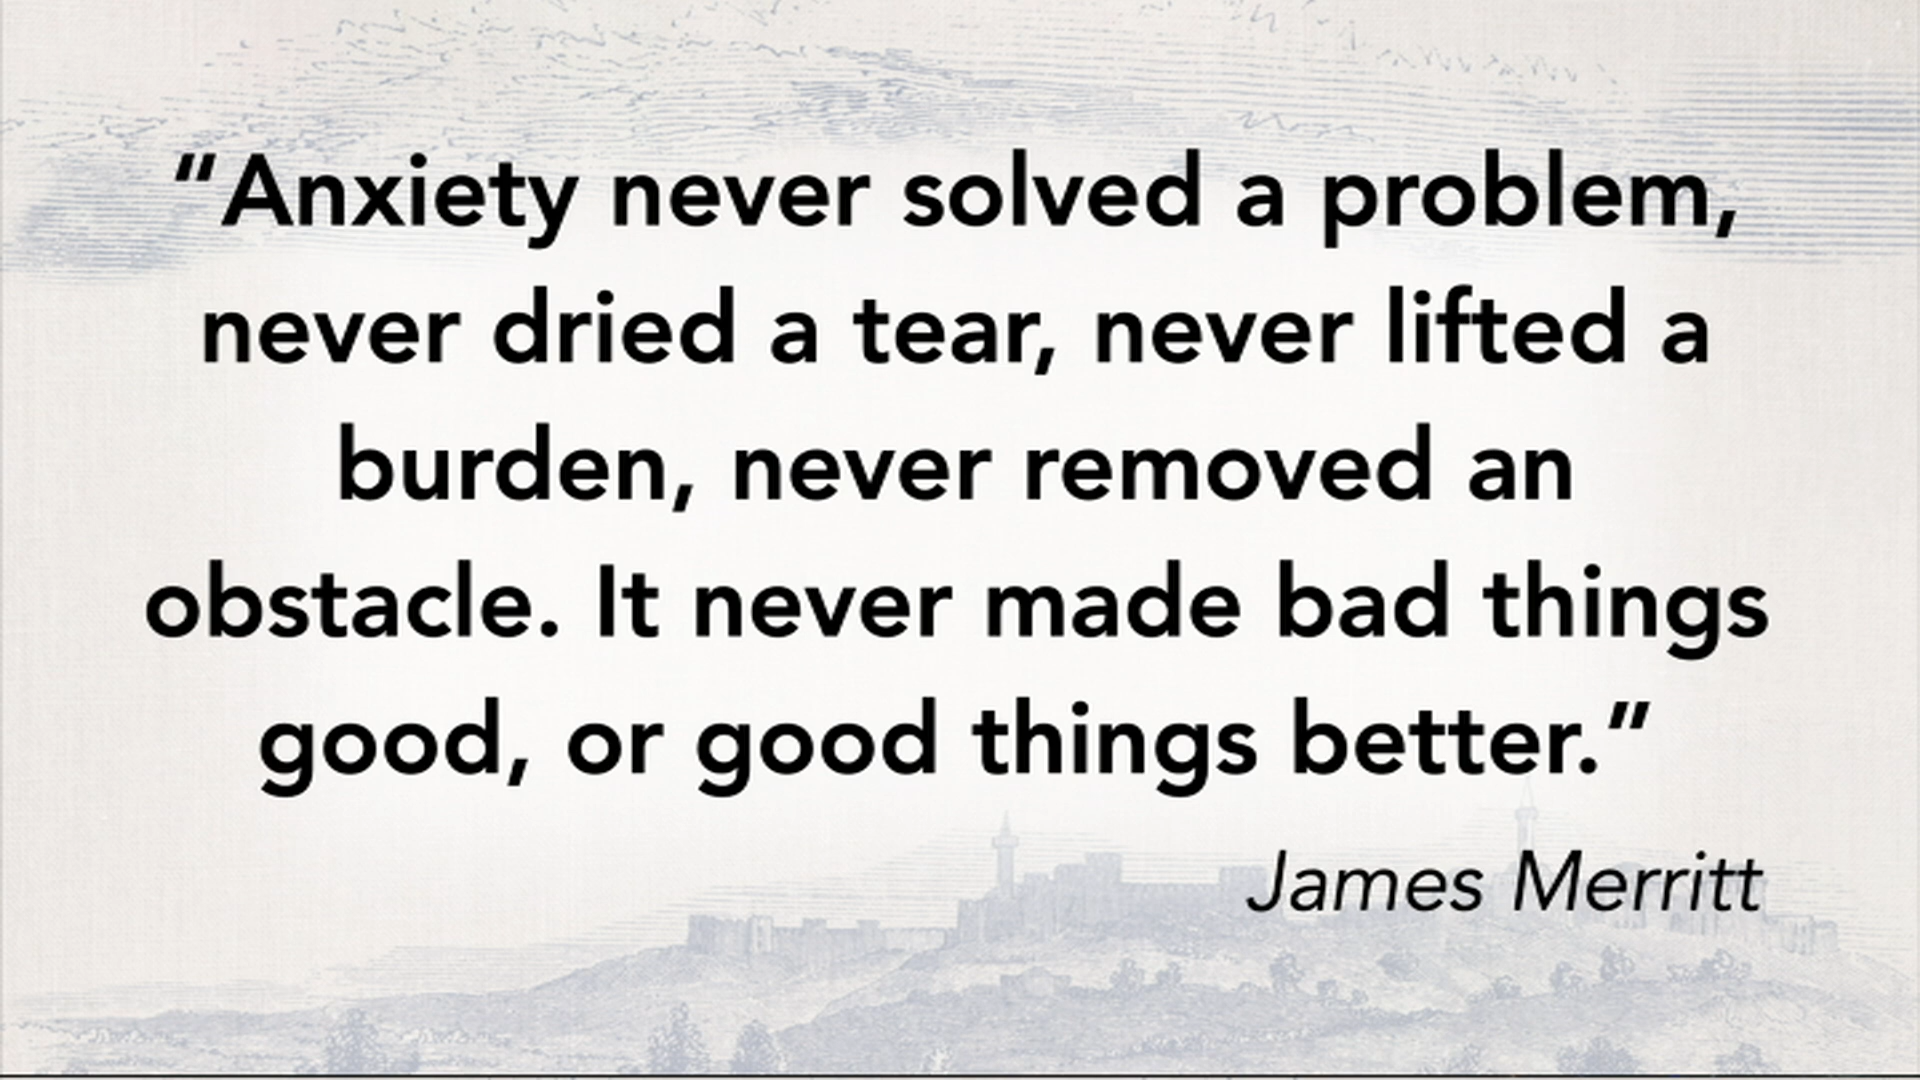 “Anxiety never solved a problem,
never dried a tear, never lifted a
burden, never removed an
obstacle. It never made bad things
good, or good things better.”
James Merritt